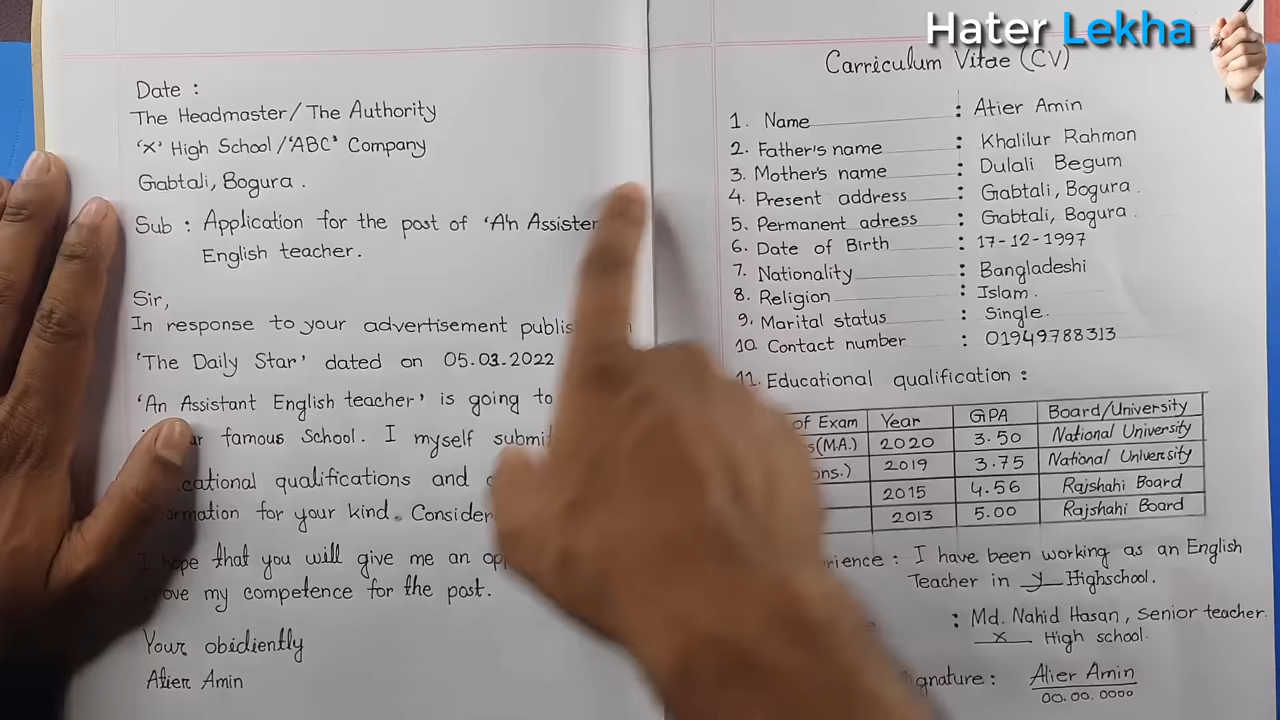 Hater Lekha
Date :
The Headmaster/The Authority
'X' High School/'ABC' Company
Gabtali, Bogura.
Sub : Application for the post of 'An Assister
English teacher.
Sir,
In response to your advertisement publis
'The Daily Star' dated on 05.03.2022
'An Assistant English teacher' is going to
famous School. I myself submi
cational qualifications and
mation for your kind. Consider
I hope that you will give me an op
ove my competence for the post.
Your obidiently
Atier Amin
Carriculum Vitae (CV)
1. Name : Atier Amin
2. Father's name : Khalilur Rahman
3. Mother's name : Dulali Begum
4. Present address : Gabtali, Bogura.
5. Permanent adress : Gabtali, Bogura.
6. Date of Birth : 17-12-1997
7. Nationality : Bangladeshi
8. Religion : Islam.
9. Marital status : Single.
10. Contact number : 01949788313
11. Educational qualification :
of Exam Year GPA Board/University
s(MA.) 2020 3.50 National University
ons.) 2019 3.75 National University
2015 4.56 Rajshahi Board
2013 5.00 Rajshahi Board
rience : I have been working as an English
Teacher in y Highschool.
: Md. Nahid Hasan, Senior teacher.
x High school.
ignature : Atier Amin
00.00.0000